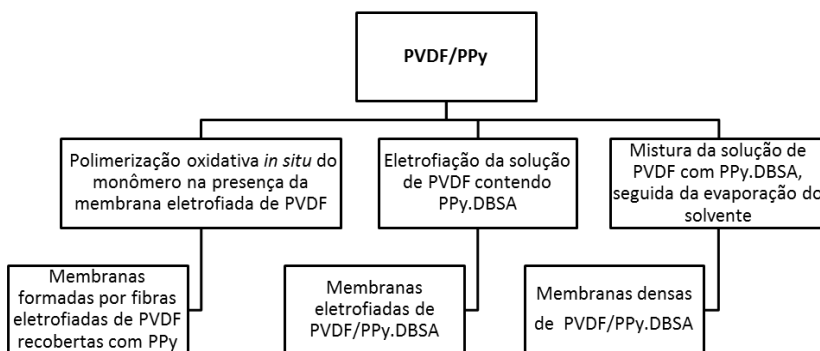 PVDF/PPy
Polimerização oxidativa in situ do
monômero na presença da
membrana eletrofiada de PVDF
Eletrofiação da solução
de PVDF contendo
PPy.DBSA
Mistura da solução de
PVDF com PPy.DBSA,
seguida da evaporação do
solvente
Membranas
formadas por fibras
eletrofiadas de PVDF
recobertas com PPy
Membranas
eletrofiadas de
PVDF/PPy.DBSA
Membranas densas
de PVDF/PPy.DBSA